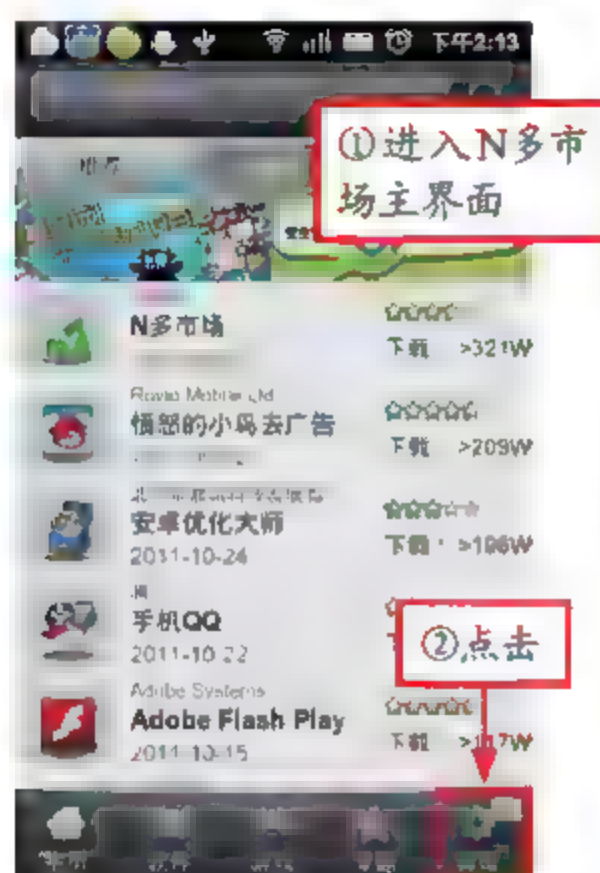 下午2:13
①进入N多市
场主界面
推荐
N多市场
下载 >321W
Rovio Mobile Ltd
愤怒的小鸟去广告
下载 >209W
安卓优化大师
2011-10-24
下载 >196W
手机QQ
2011-10-22
②点击
Adobe Systems
Adobe Flash Play
2011-10-15
下载 >117W